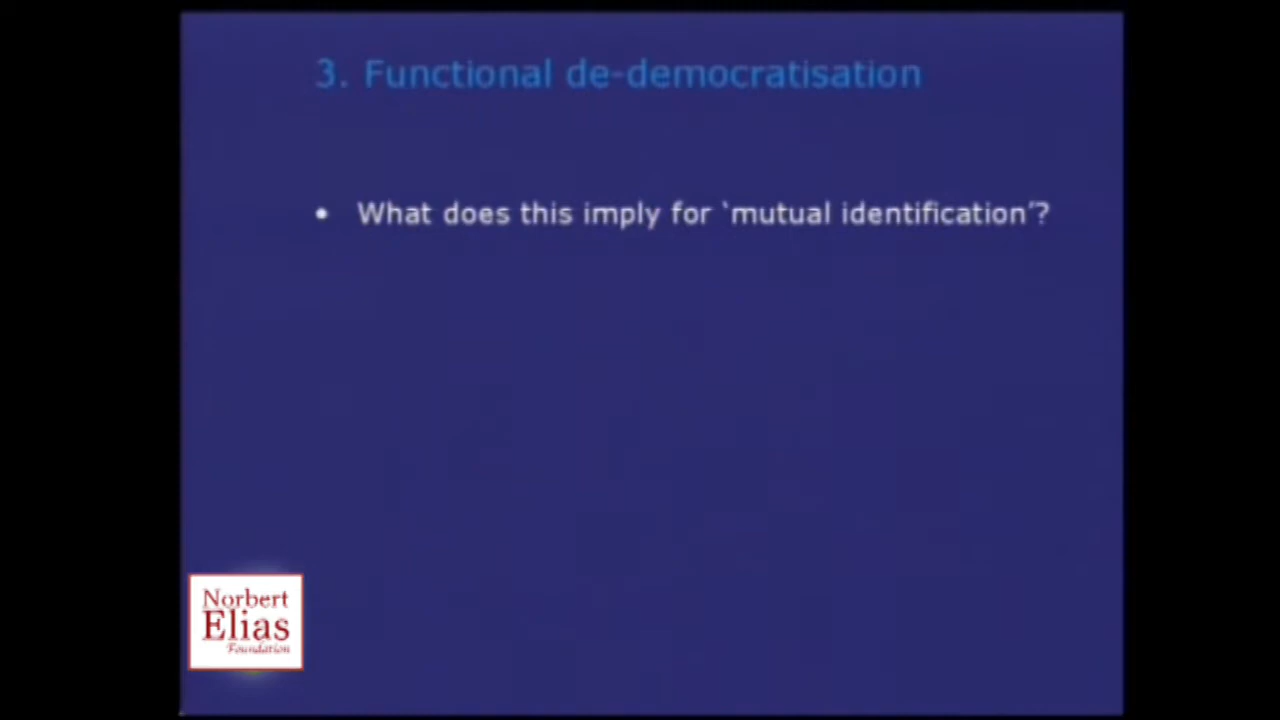 3. Functional de-democratisation
• What does this imply for ‘mutual identification’?
Norbert
Elias
Foundation